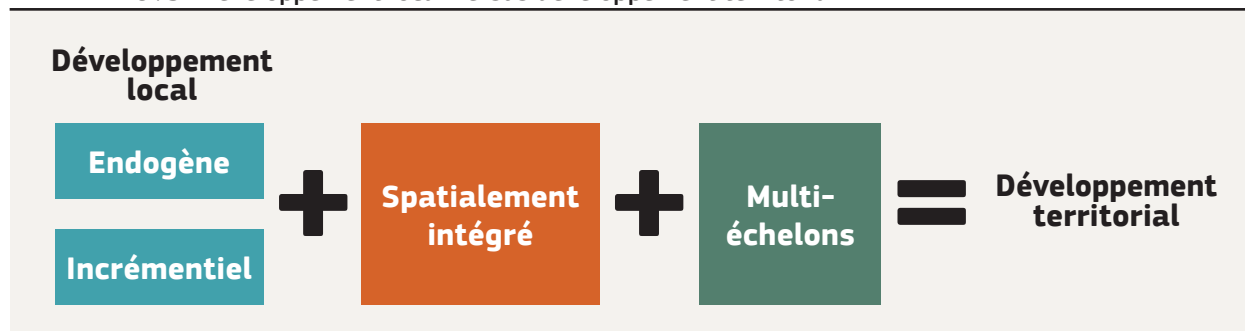 Développement
local
Endogène
Incrémentiel
+
Spatialement
intégré
+
Multi-
échelons
=
Développement
territorial